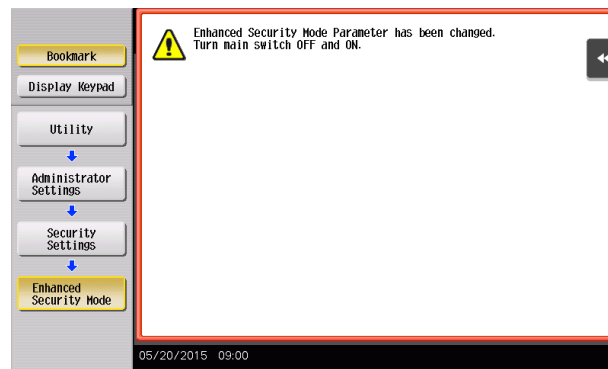 Enhanced Security Mode Parameter has been changed.
Turn main switch OFF and ON.
Bookmark
Display Keypad
Utility
Administrator
Settings
Security
Settings
Enhanced
Security Mode
05/20/2015 09:00